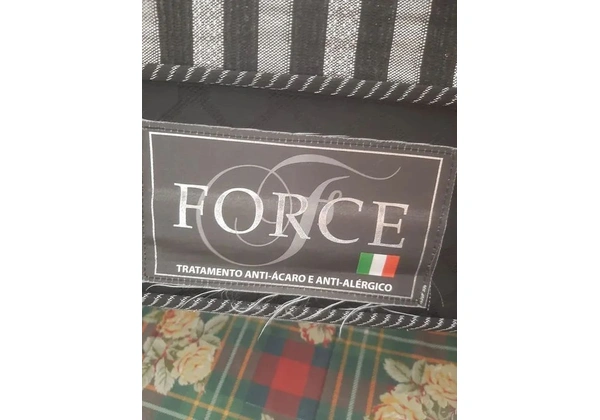 FORCE
TRATAMENTO ANTI-ÁCARO E ANTI-ALÉRGICO